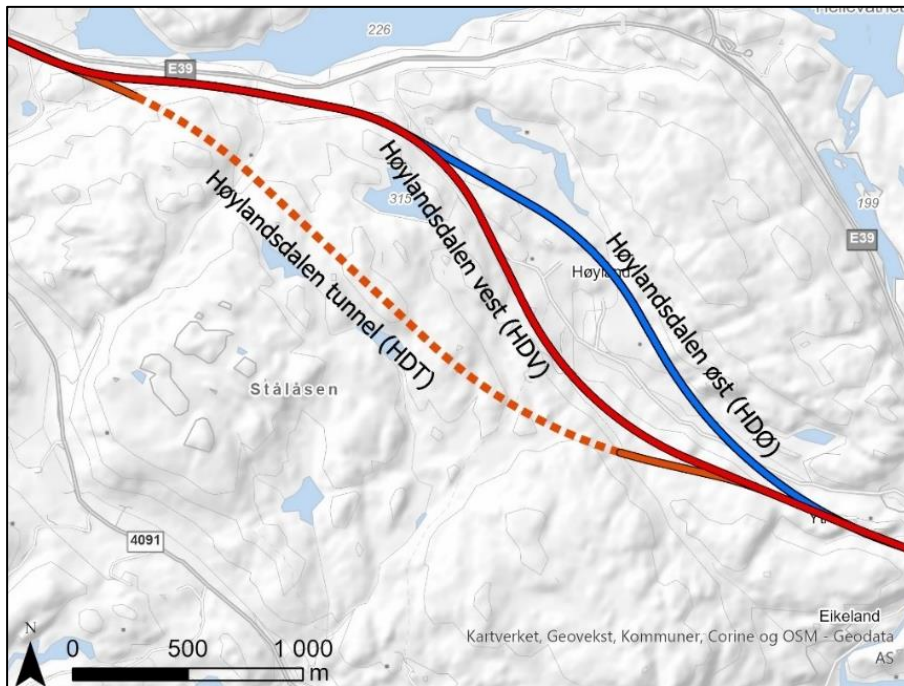 226
E39
315
199
E39
Høylandsdalen vest (HDV)
Høyland
Høylandsdalen øst (HDØ)
Høylandsdalen tunnel (HDT)
Stålåsen
4091
Eikeland
Kartverket, Geovekst, Kommuner, Corine og OSM - Geodata
AS
N
0 500 1 000
m